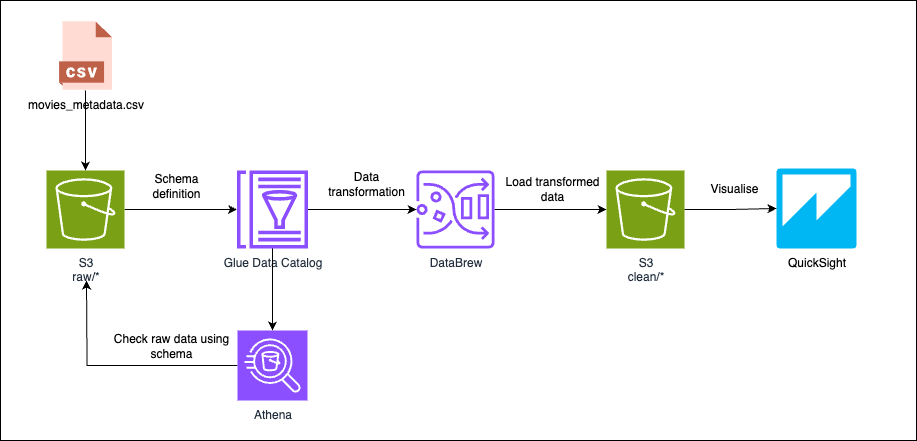 CSV
movies_metadata.csv
Schema
definition
Data
transformation
Load transformed
data
Visualise
S3
raw/*
Glue Data Catalog
DataBrew
S3
clean/*
QuickSight
Check raw data using
schema
Athena